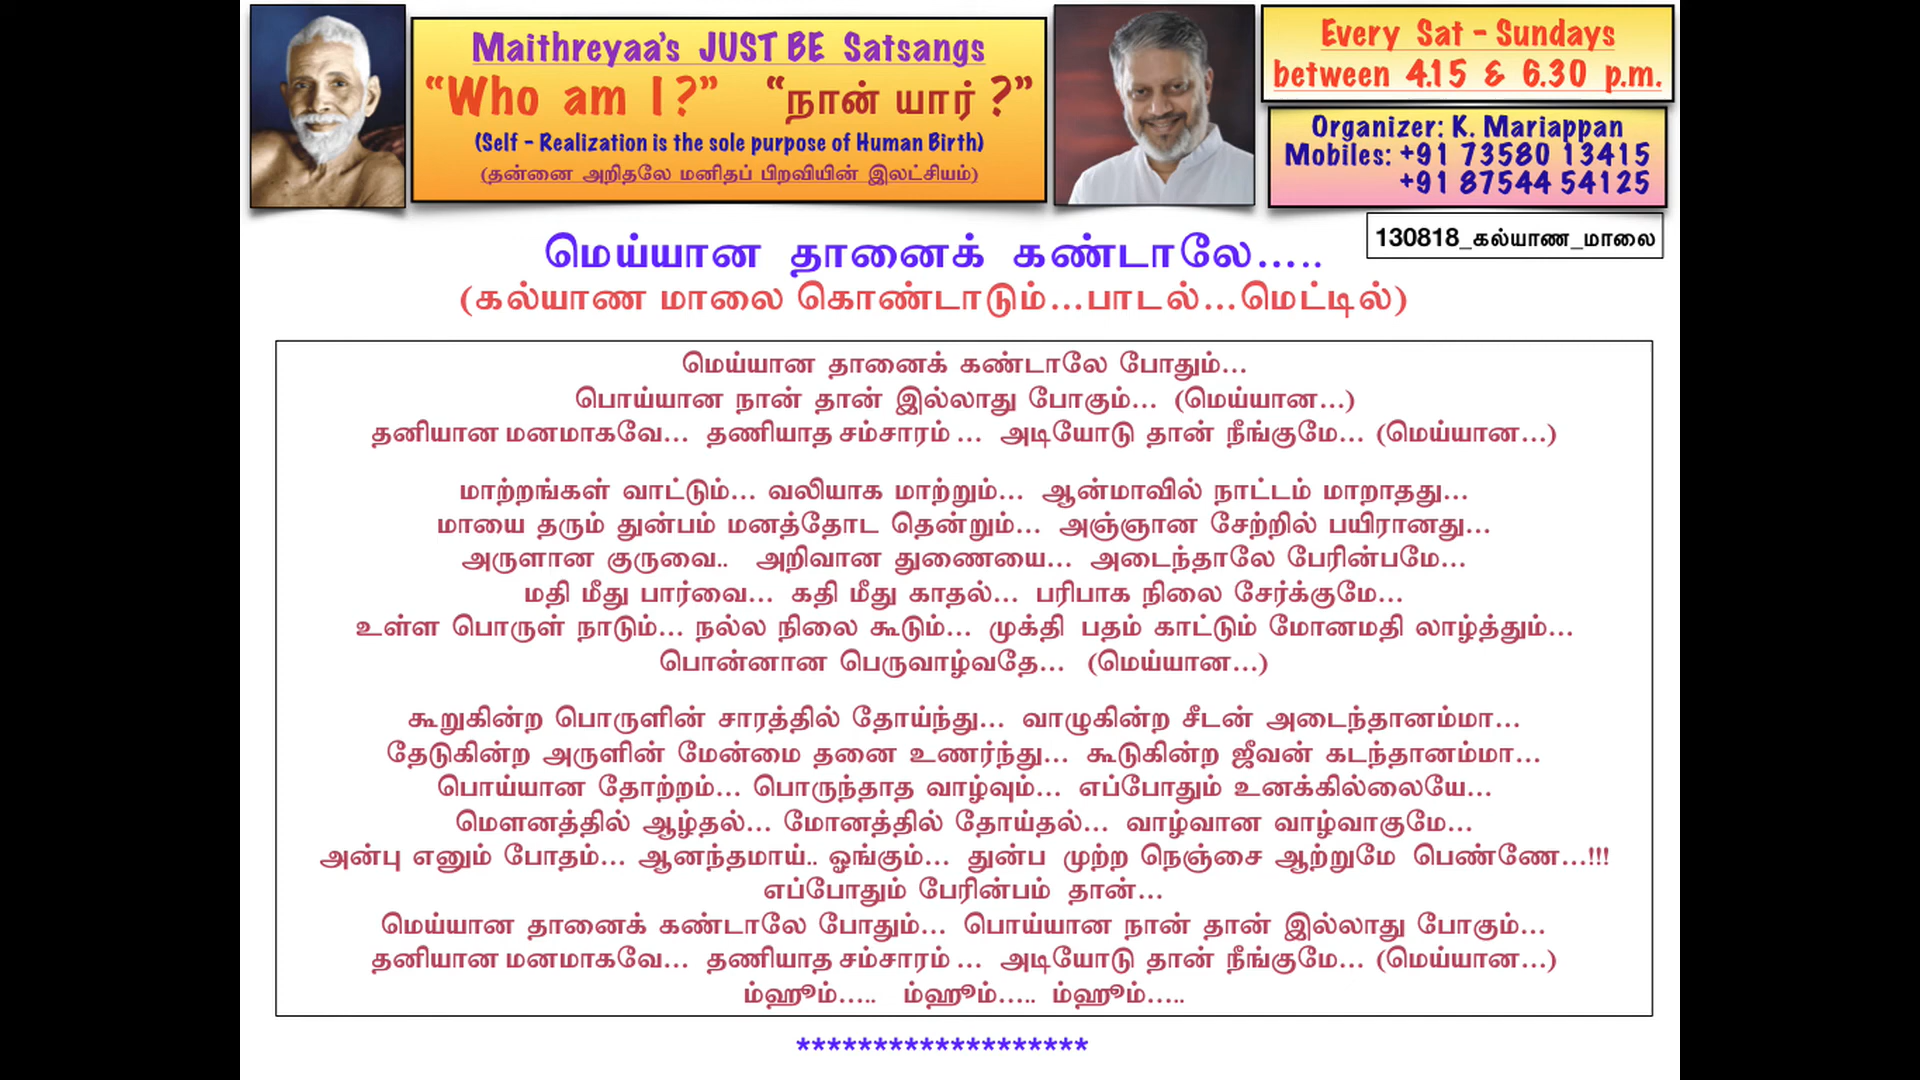 Maithreyaa's JUST BE Satsangs
“Who am I?” “நான் யார் ?”
(Self - Realization is the sole purpose of Human Birth)
(தன்னை அறிதலே மனிதப் பிறவியின் இலட்சியம்)
Every Sat - Sundays
between 4.15 & 6.30 p.m.
Organizer: K. Mariappan
Mobiles: +91 73580 13415
+91 87544 54125
130818_கல்யாண_மாலை
மெய்யான தானைக் கண்டாலே.....
(கல்யாண மாலை கொண்டாடும்...பாடல்...மெட்டில்)
மெய்யான தானைக் கண்டாலே போதும்...
பொய்யான நான் தான் இல்லாது போகும்... (மெய்யான...)
தனியான மனமாகவே... தணியாத சம்சாரம் ... அடியோடு தான் நீங்குமே... (மெய்யான...)
மாற்றங்கள் வாட்டும்... வலியாக மாற்றும்... ஆன்மாவில் நாட்டம் மாறாதது...
மாயை தரும் துன்பம் மனத்தோட தென்றும்... அஞ்ஞான சேற்றில் பயிரானது...
அருளான குருவை.. அறிவான துணையை... அடைந்தாலே பேரின்பமே...
மதி மீது பார்வை... கதி மீது காதல்... பரிபாக நிலை சேர்க்குமே...
உள்ள பொருள் நாடும்... நல்ல நிலை கூடும்... முக்தி பதம் காட்டும் மோனமதி லாழ்த்தும்...
பொன்னான பெருவாழ்வதே... (மெய்யான...)
கூறுகின்ற பொருளின் சாரத்தில் தோய்ந்து... வாழுகின்ற சீடன் அடைந்தானம்மா...
தேடுகின்ற அருளின் மேன்மை தனை உணர்ந்து... கூடுகின்ற ஜீவன் கடந்தானம்மா...
பொய்யான தோற்றம்... பொருந்தாத வாழ்வும்... எப்போதும் உனக்கில்லையே...
மௌனத்தில் ஆழ்தல்... மோனத்தில் தோய்தல்... வாழ்வான வாழ்வாகுமே...
அன்பு எனும் போதம்... ஆனந்தமாய்.. ஓங்கும்... துன்ப முற்ற நெஞ்சை ஆற்றுமே பெண்ணே...!!!
எப்போதும் பேரின்பம் தான்...
மெய்யான தானைக் கண்டாலே போதும்... பொய்யான நான் தான் இல்லாது போகும்...
தனியான மனமாகவே... தணியாத சம்சாரம் ... அடியோடு தான் நீங்குமே... (மெய்யான...)
ம்ஹூம்..... ம்ஹூம்..... ம்ஹூம்.....
*******************